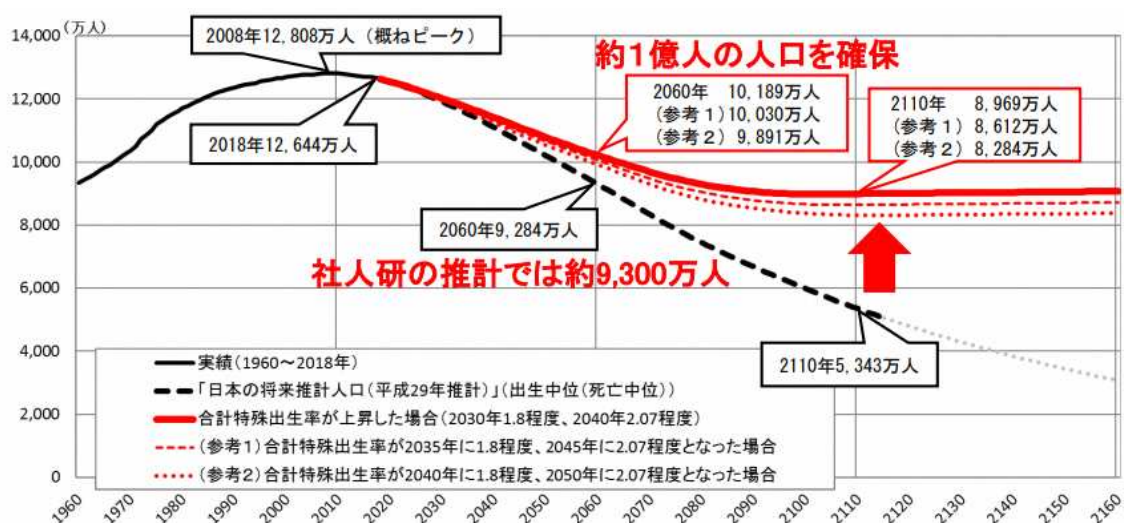 (万人)
14,000
12,000
10,000
8,000
6,000
4,000
2,000
0
2008年12,808万人（概ねピーク）
2018年12,644万人
約１億人の人口を確保
2060年 10,189万人
(参考１)10,030万人
(参考２) 9,891万人
2110年 8,969万人
(参考１) 8,612万人
(参考２) 8,284万人
2060年9,284万人
社人研の推計では約9,300万人
2110年5,343万人
実績(1960～2018年)
「日本の将来推計人口(平成29年推計)」(出生中位(死亡中位))
合計特殊出生率が上昇した場合(2030年1.8程度、2040年2.07程度)
(参考１)合計特殊出生率が2035年に1.8程度、2045年に2.07程度となった場合
(参考２)合計特殊出生率が2040年に1.8程度、2050年に2.07程度となった場合
1960 1970 1980 1990 2000 2010 2020 2030 2040 2050 2060 2070 2080 2090 2100 2110 2120 2130 2140 2150 2160